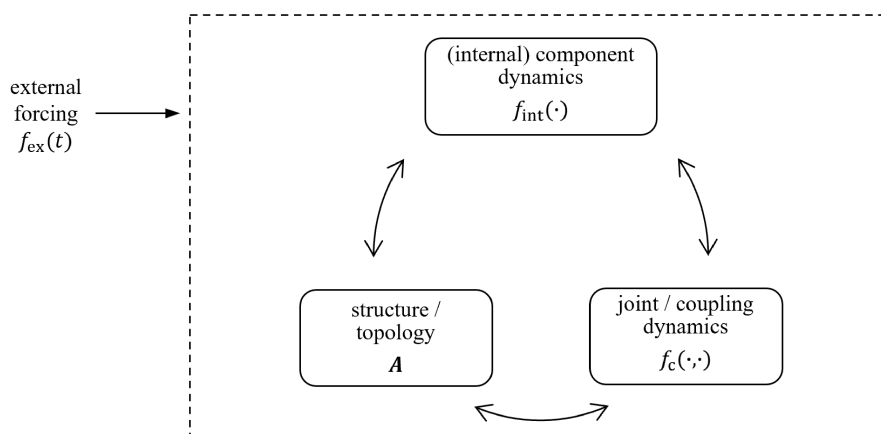 (internal) component
dynamics
f_int(·)
external
forcing
f_ex(t)
structure /
topology
A
joint / coupling
dynamics
f_c(·,·)